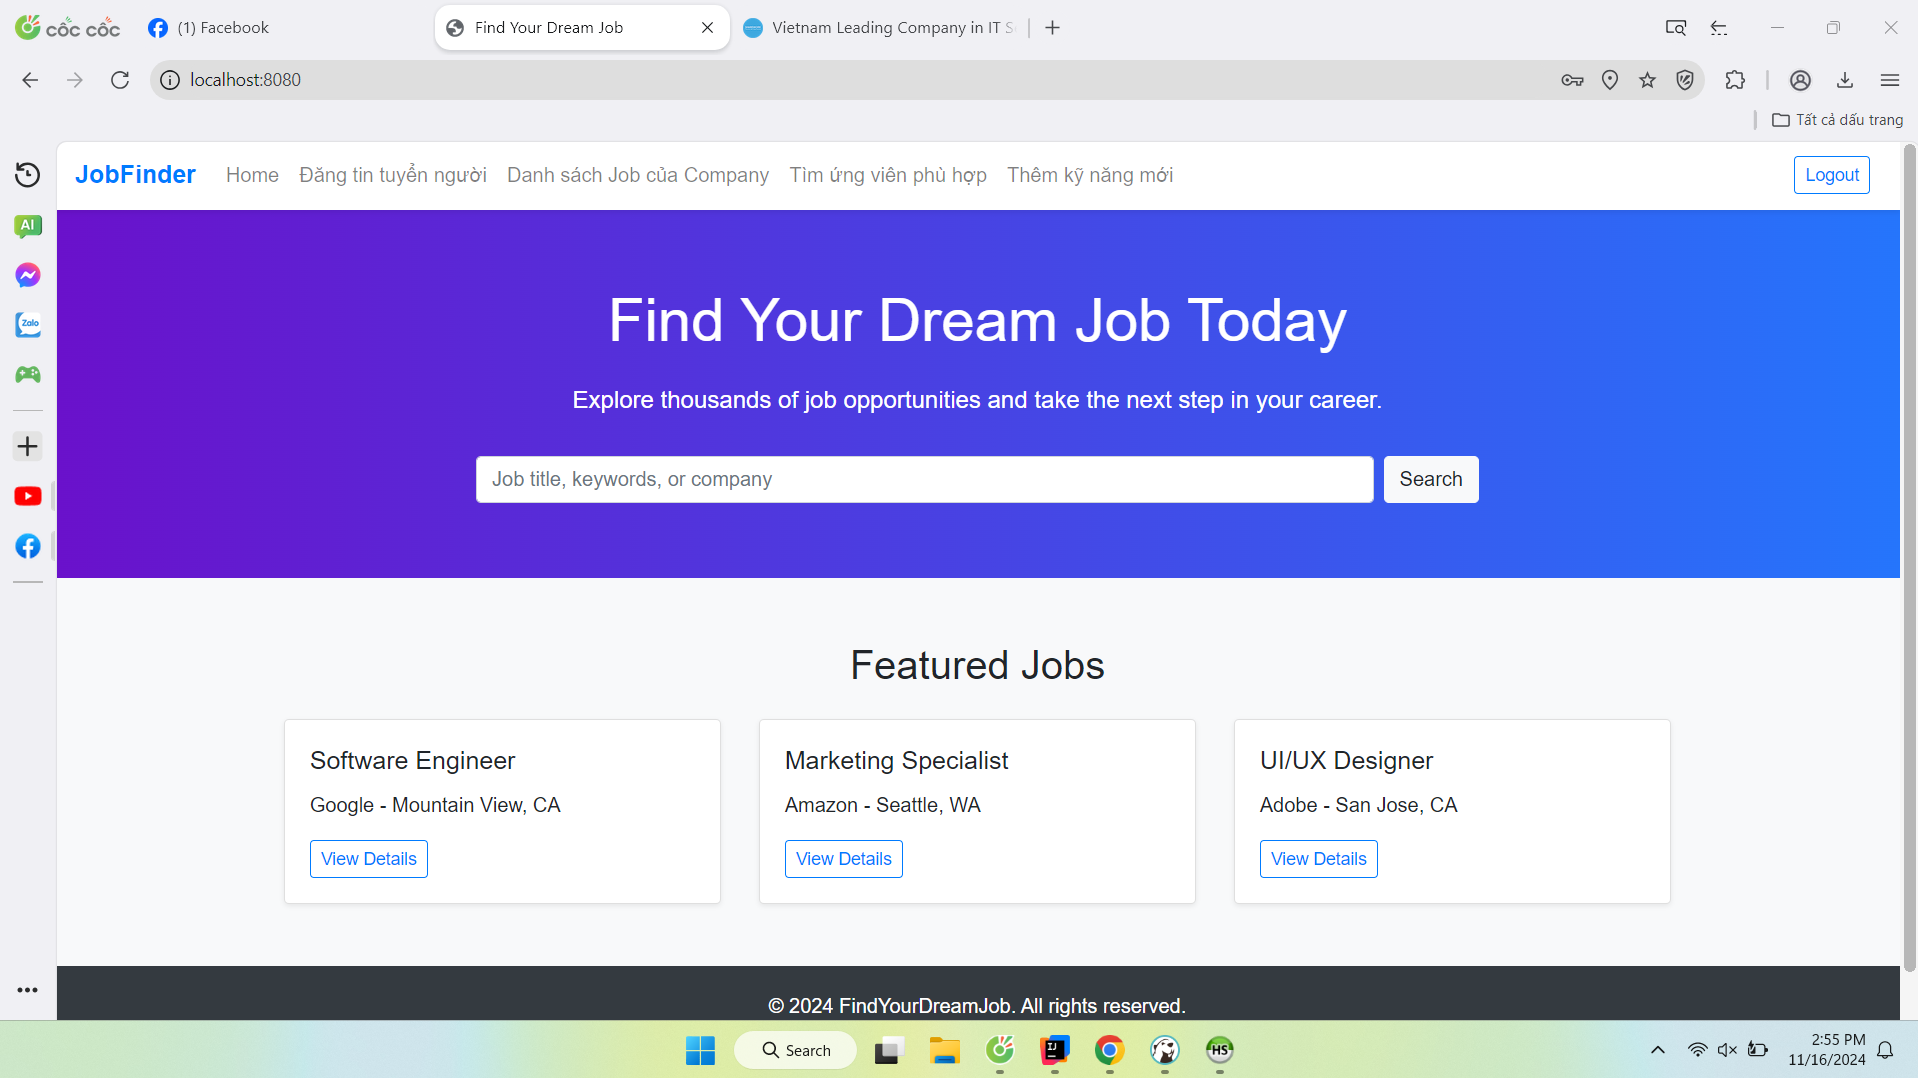 cốc cốc
(1) Facebook
Find Your Dream Job
Vietnam Leading Company in IT S
localhost:8080
Tất cả dấu trang
JobFinder Home Đăng tin tuyển người Danh sách Job của Company Tìm ứng viên phù hợp Thêm kỹ năng mới Logout
AI
Zalo
Find Your Dream Job Today
Explore thousands of job opportunities and take the next step in your career.
Job title, keywords, or company Search
Featured Jobs
Software Engineer
Google - Mountain View, CA
View Details
Marketing Specialist
Amazon - Seattle, WA
View Details
UI/UX Designer
Adobe - San Jose, CA
View Details
© 2024 FindYourDreamJob. All rights reserved.
Search
IJ
HS
2:55 PM
11/16/2024